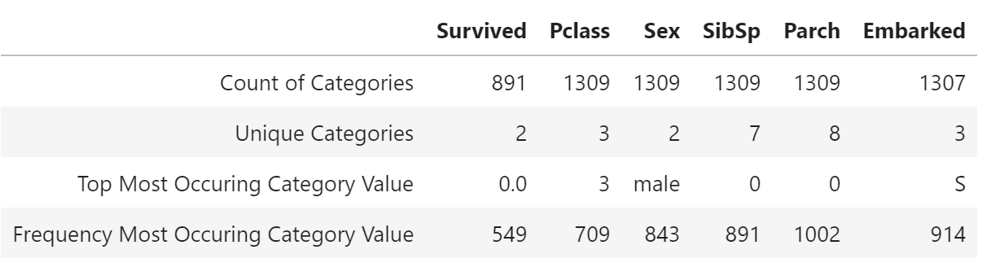 Survived Pclass Sex SibSp Parch Embarked
Count of Categories 891 1309 1309 1309 1309 1307
Unique Categories 2 3 2 7 8 3
Top Most Occuring Category Value 0.0 3 male 0 0 S
Frequency Most Occuring Category Value 549 709 843 891 1002 914